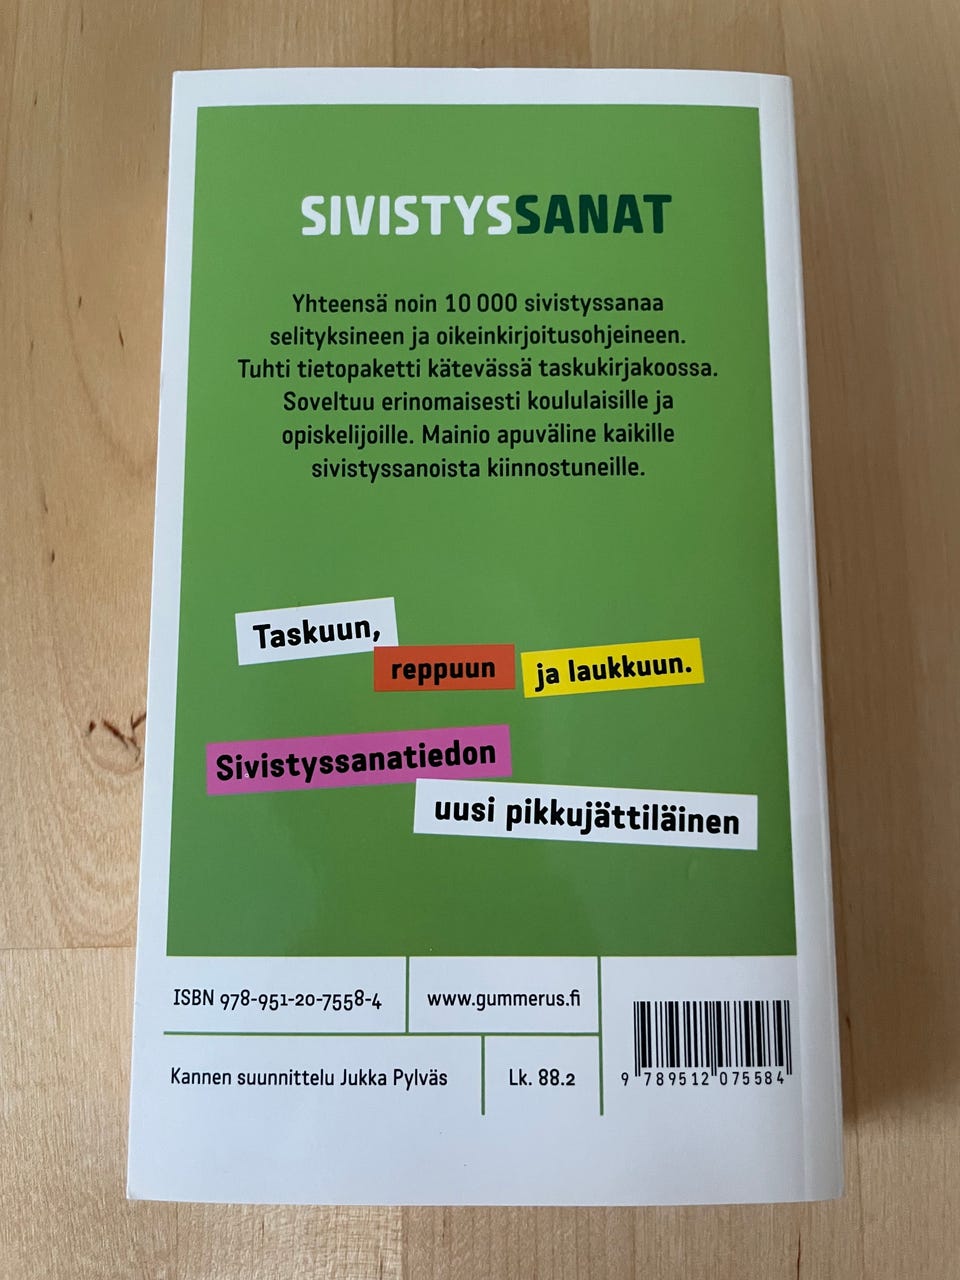 SIVISTYSSANAT
Yhteensä noin 10 000 sivistyssanaa
selityksineen ja oikeinkirjoitusohjeineen.
Tuhti tietopaketti kätevässä taskukirjakoossa.
Soveltuu erinomaisesti koululaisille ja
opiskelijoille. Mainio apuväline kaikille
sivistyssanoista kiinnostuneille.
Taskuun,
reppuun
ja laukkuun.
Sivistyssanatiedon
uusi pikkujättiläinen
ISBN 978-951-20-7558-4
www.gummerus.fi
Kannen suunnittelu Jukka Pylväs
Lk. 88.2
9 789512 075584